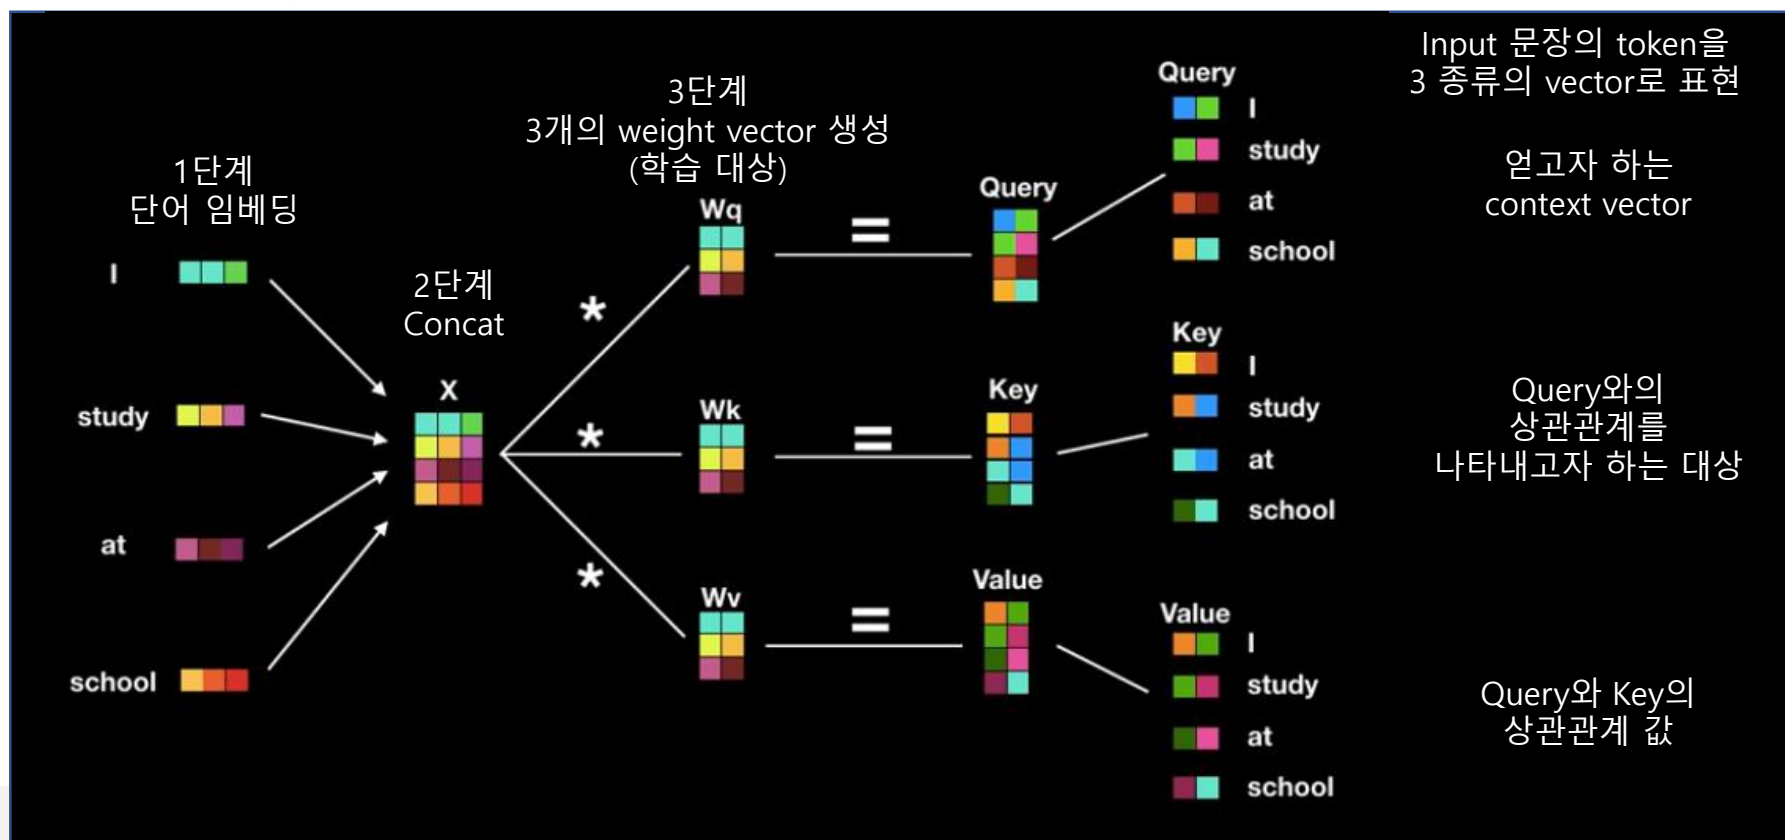 1단계
단어 임베딩
I
study
at
school
2단계
Concat
X
3단계
3개의 weight vector 생성
(학습 대상)
*
*
*
Wq
Wk
Wv
=
=
=
Query
Key
Value
Query
I
study
at
school
Key
I
study
at
school
Value
I
study
at
school
Input 문장의 token을
3 종류의 vector로 표현
얻고자 하는
context vector
Query와의
상관관계를
나타내고자 하는 대상
Query와 Key의
상관관계 값